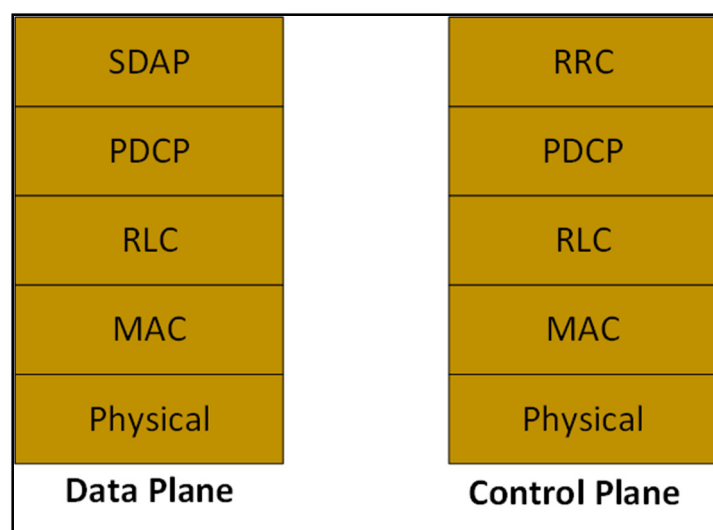 SDAP
PDCP
RLC
MAC
Physical
Data Plane
RRC
PDCP
RLC
MAC
Physical
Control Plane